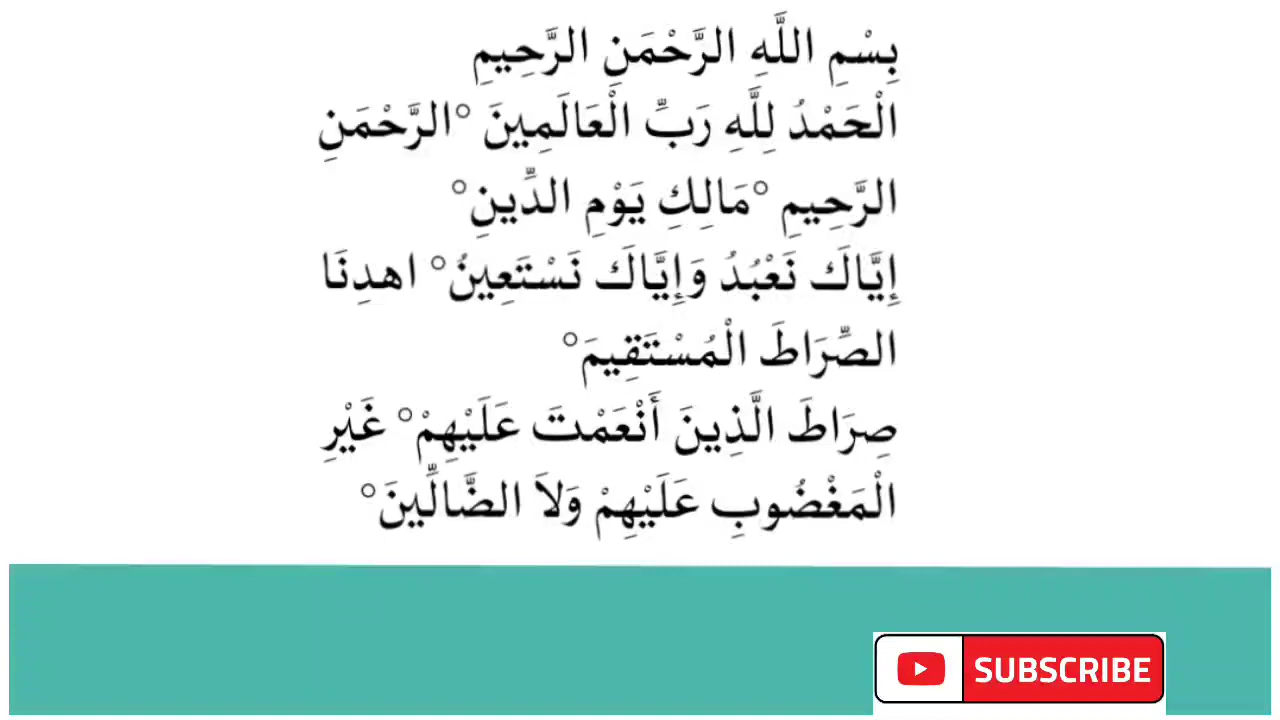 بِسْمِ اللَّهِ الرَّحْمَنِ الرَّحِيمِ
الْحَمْدُ لِلَّهِ رَبِّ الْعَالَمِينَ °الرَّحْمَنِ
الرَّحِيمِ °مَالِكِ يَوْمِ الدِّينِ°
إِيَّاكَ نَعْبُدُ وَإِيَّاكَ نَسْتَعِينُ° اهدِنَا
الصِّرَاطَ الْمُسْتَقِيمَ°
صِرَاطَ الَّذِينَ أَنْعَمْتَ عَلَيْهِمْ° غَيْرِ
الْمَغْضُوبِ عَلَيْهِمْ وَلاَ الضَّالِّينَ°
SUBSCRIBE